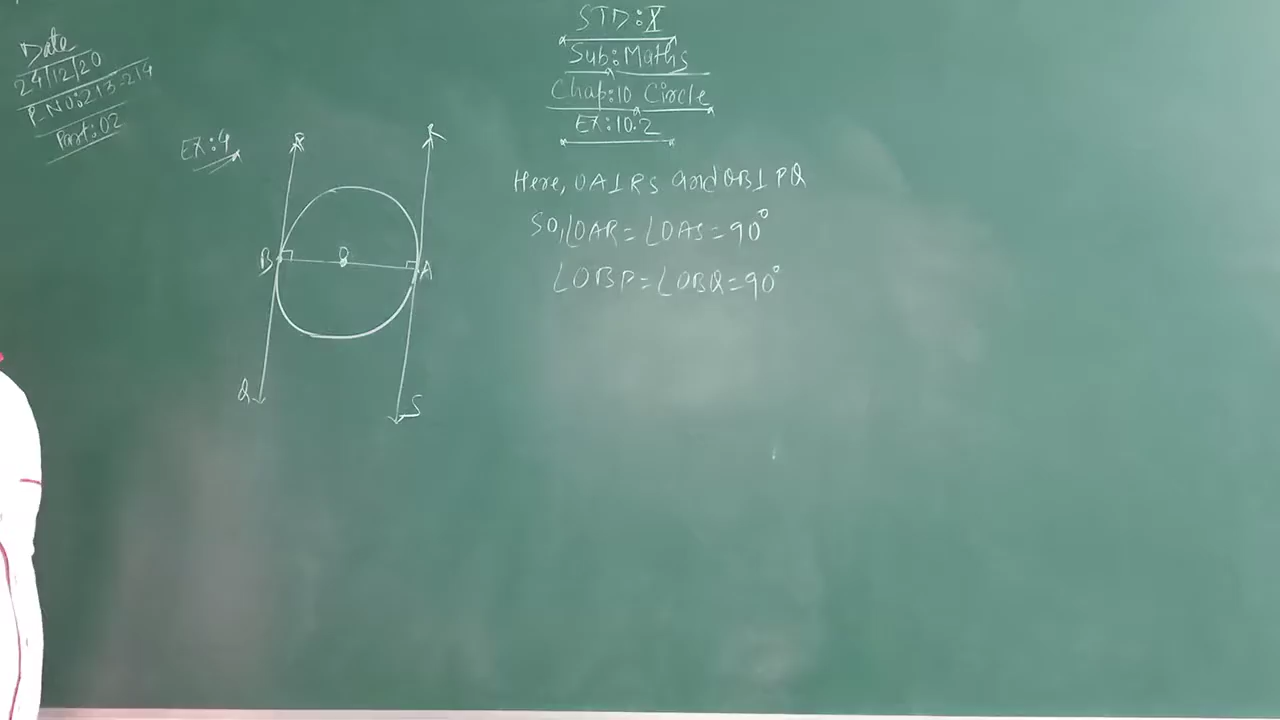 Date
24/12/20
P.NO:213-214
Part:02
STD:X
Sub:Maths
Chap:10 Circle
EX:10.2
EX:4
Here, OA⊥RS and OB⊥PQ
SO,∠OAR=∠OAS=90°
∠OBP=∠OBQ=90°
P
R
B
O
A
Q
S